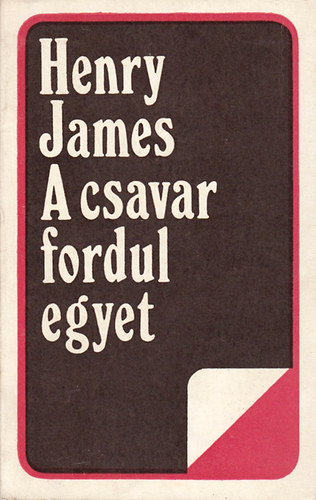 Henry
James
A csavar
fordul
egyet